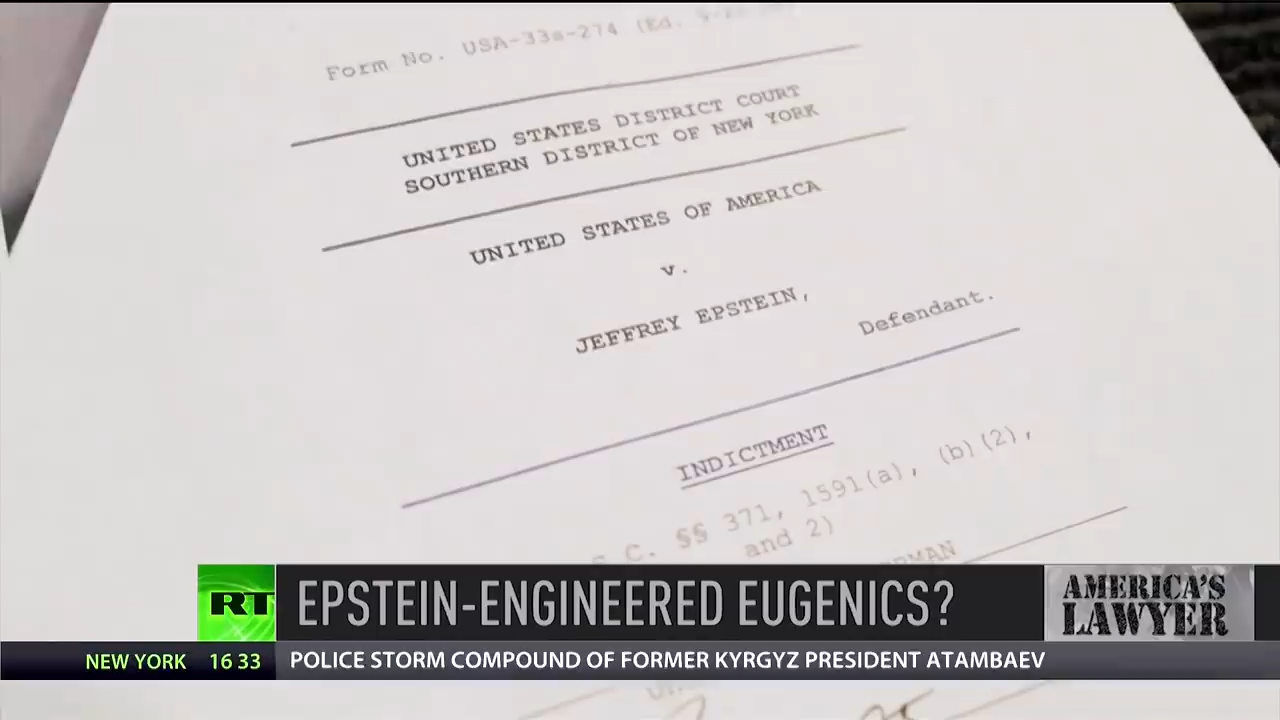 Form No. USA-33s-274 (Ed.
UNITED STATES DISTRICT COURT
SOUTHERN DISTRICT OF NEW YORK
UNITED STATES OF AMERICA
v.
JEFFREY EPSTEIN,
Defendant.
INDICTMENT
C. §§ 371, 1591(a), (b)(2),
and 2)
RT EPSTEIN-ENGINEERED EUGENICS?
AMERICA'S
LAWYER
NEW YORK 16 33 POLICE STORM COMPOUND OF FORMER KYRGYZ PRESIDENT ATAMBAEV